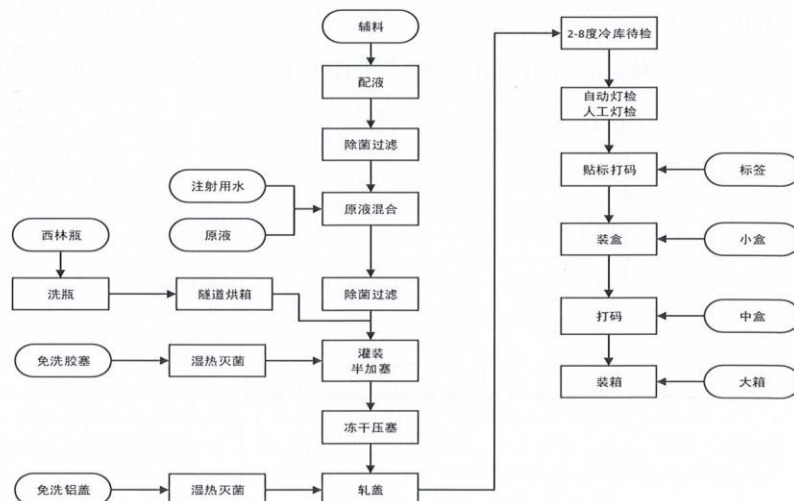 辅料
配液
除菌过滤
注射用水
原液
原液混合
西林瓶
洗瓶
隧道烘箱
除菌过滤
免洗胶塞
湿热灭菌
灌装
半加塞
冻干压塞
免洗铝盖
湿热灭菌
轧盖
2-8度冷库待检
自动灯检
人工灯检
贴标打码
标签
装盒
小盒
打码
中盒
装箱
大箱